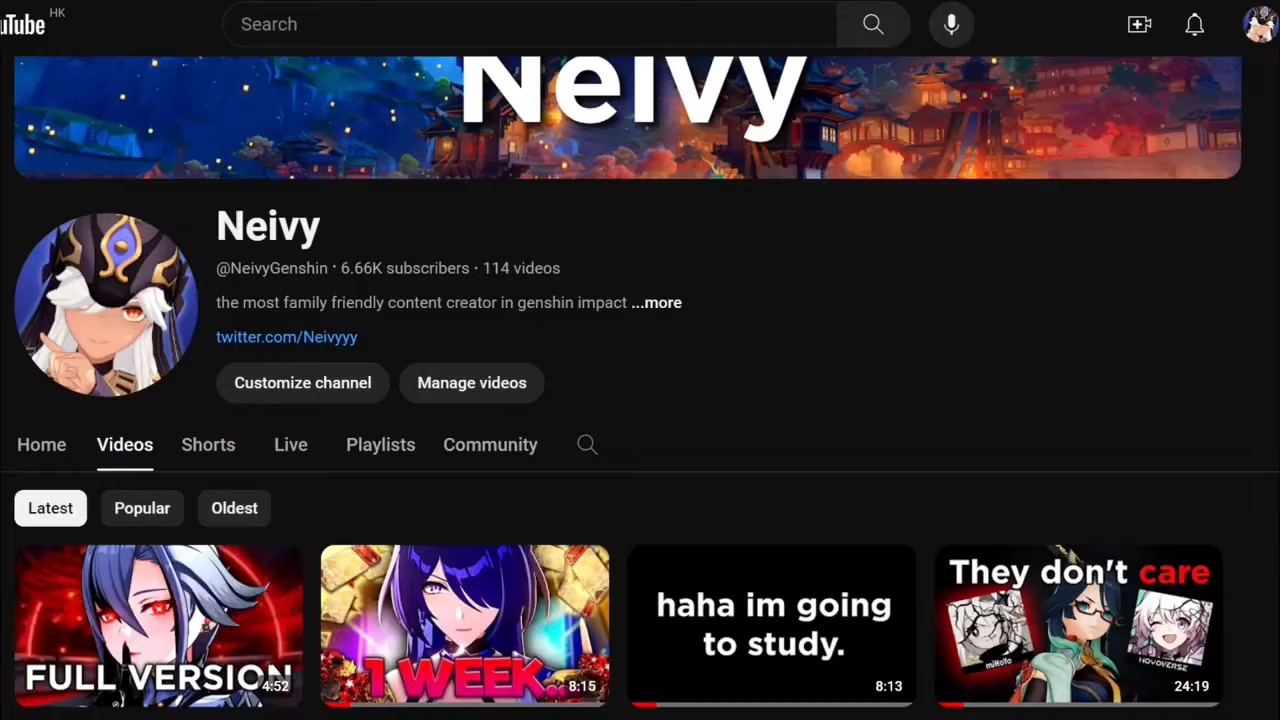 uTube HK
Search
Neivy
Neivy
@NeivyGenshin · 6.66K subscribers · 114 videos
the most family friendly content creator in genshin impact ...more
twitter.com/Neivyyy
Customize channel
Manage videos
Home
Videos
Shorts
Live
Playlists
Community
Latest
Popular
Oldest
FULL VERSION
4:52
1 WEEK...
8:15
haha im going
to study.
8:13
They don't care
miHoYo
HOYOVERSE
24:19